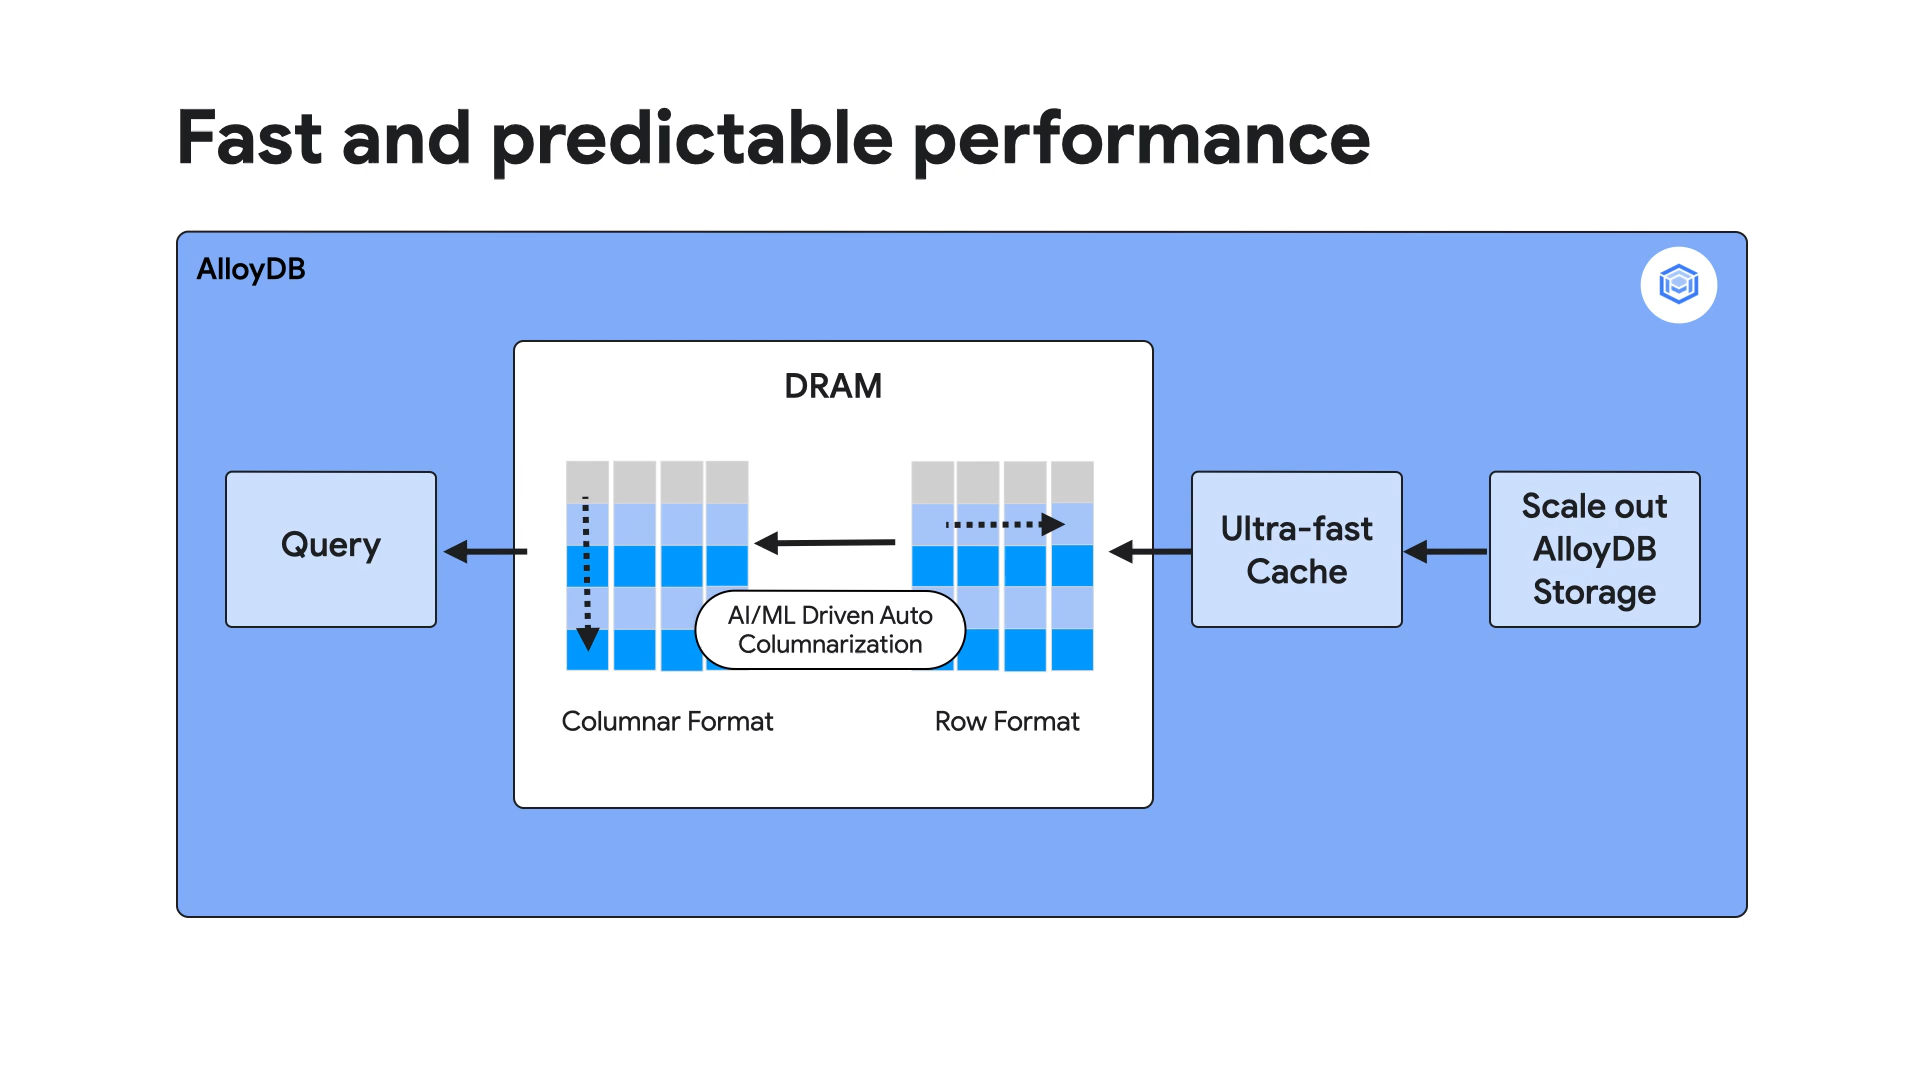 Fast and predictable performance
AlloyDB
DRAM
Query
AI/ML Driven Auto
Columnarization
Columnar Format
Row Format
Ultra-fast
Cache
Scale out
AlloyDB
Storage